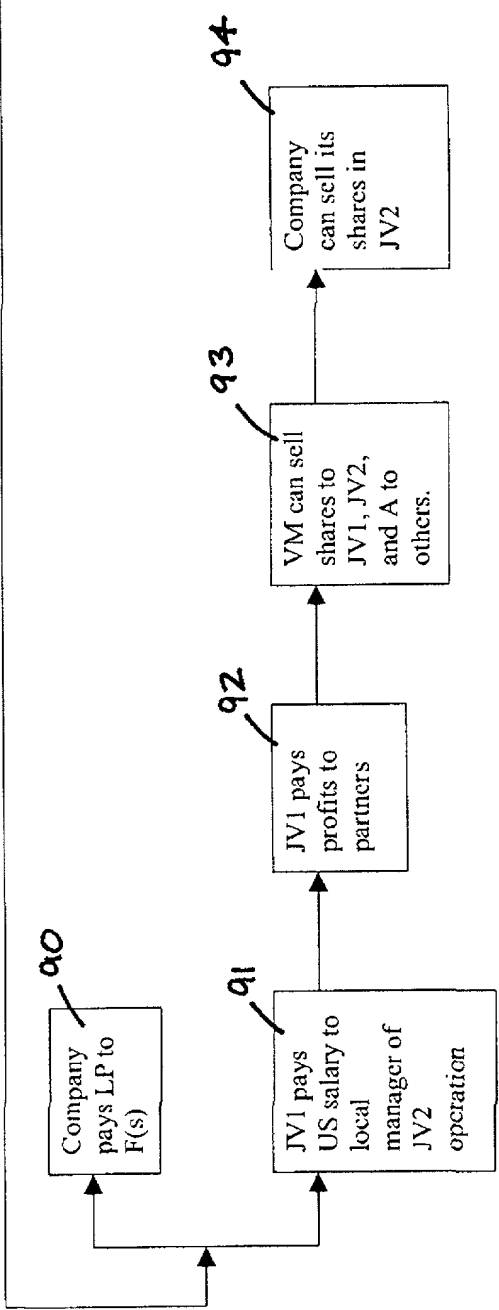 90
Company
pays LP to
F(s)
91
JV1 pays
US salary to
local
manager of
JV2
operation
92
JV1 pays
profits to
partners
93
VM can sell
shares to
JV1, JV2,
and A to
others.
94
Company
can sell its
shares in
JV2